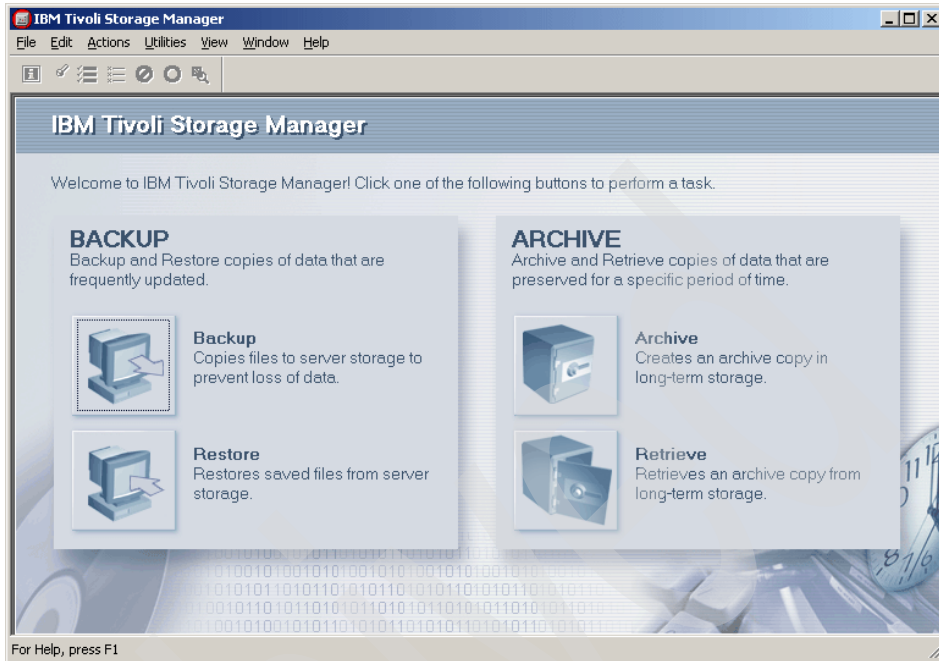 IBM Tivoli Storage Manager
File Edit Actions Utilities View Window Help
IBM Tivoli Storage Manager
Welcome to IBM Tivoli Storage Manager! Click one of the following buttons to perform a task.
BACKUP
Backup and Restore copies of data that are
frequently updated.
Backup
Copies files to server storage to
prevent loss of data.
Restore
Restores saved files from server
storage.
ARCHIVE
Archive and Retrieve copies of data that are
preserved for a specific period of time.
Archive
Creates an archive copy in
long-term storage.
Retrieve
Retrieves an archive copy from
long-term storage.
For Help, press F1